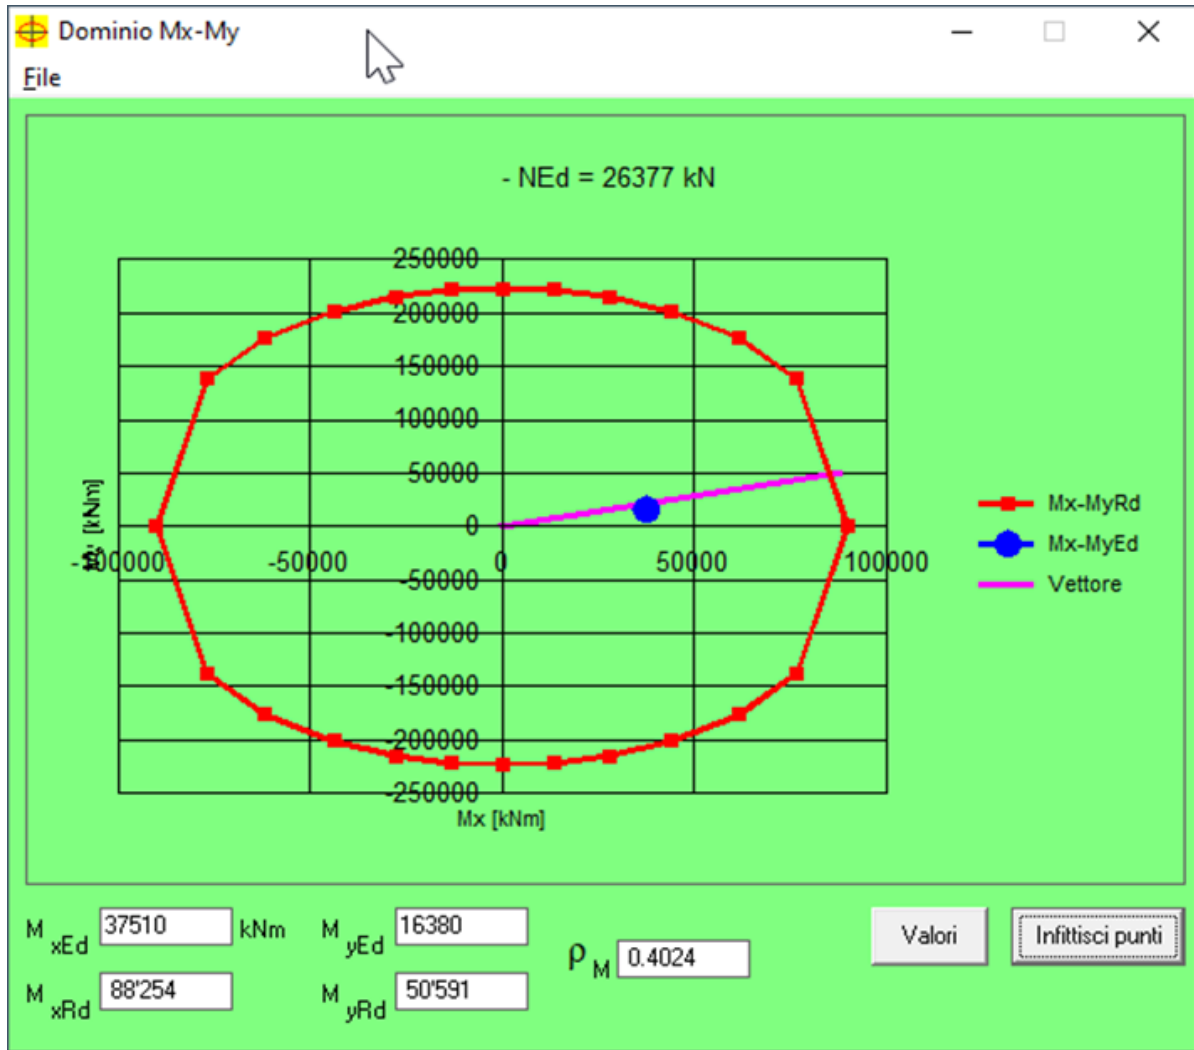 Dominio Mx-My
File
- NEd = 26377 kN
250000
200000
150000
100000
50000
0
-100000 -50000 0 50000 100000
-50000
-100000
-150000
-200000
-250000
Mx [kNm]
[kNm]
Mx-MyRd
Mx-MyEd
Vettore
M xEd 37510 kNm M yEd 16380
ρ M 0.4024
Valori Infittisci punti
M xRd 88'254 M yRd 50'591